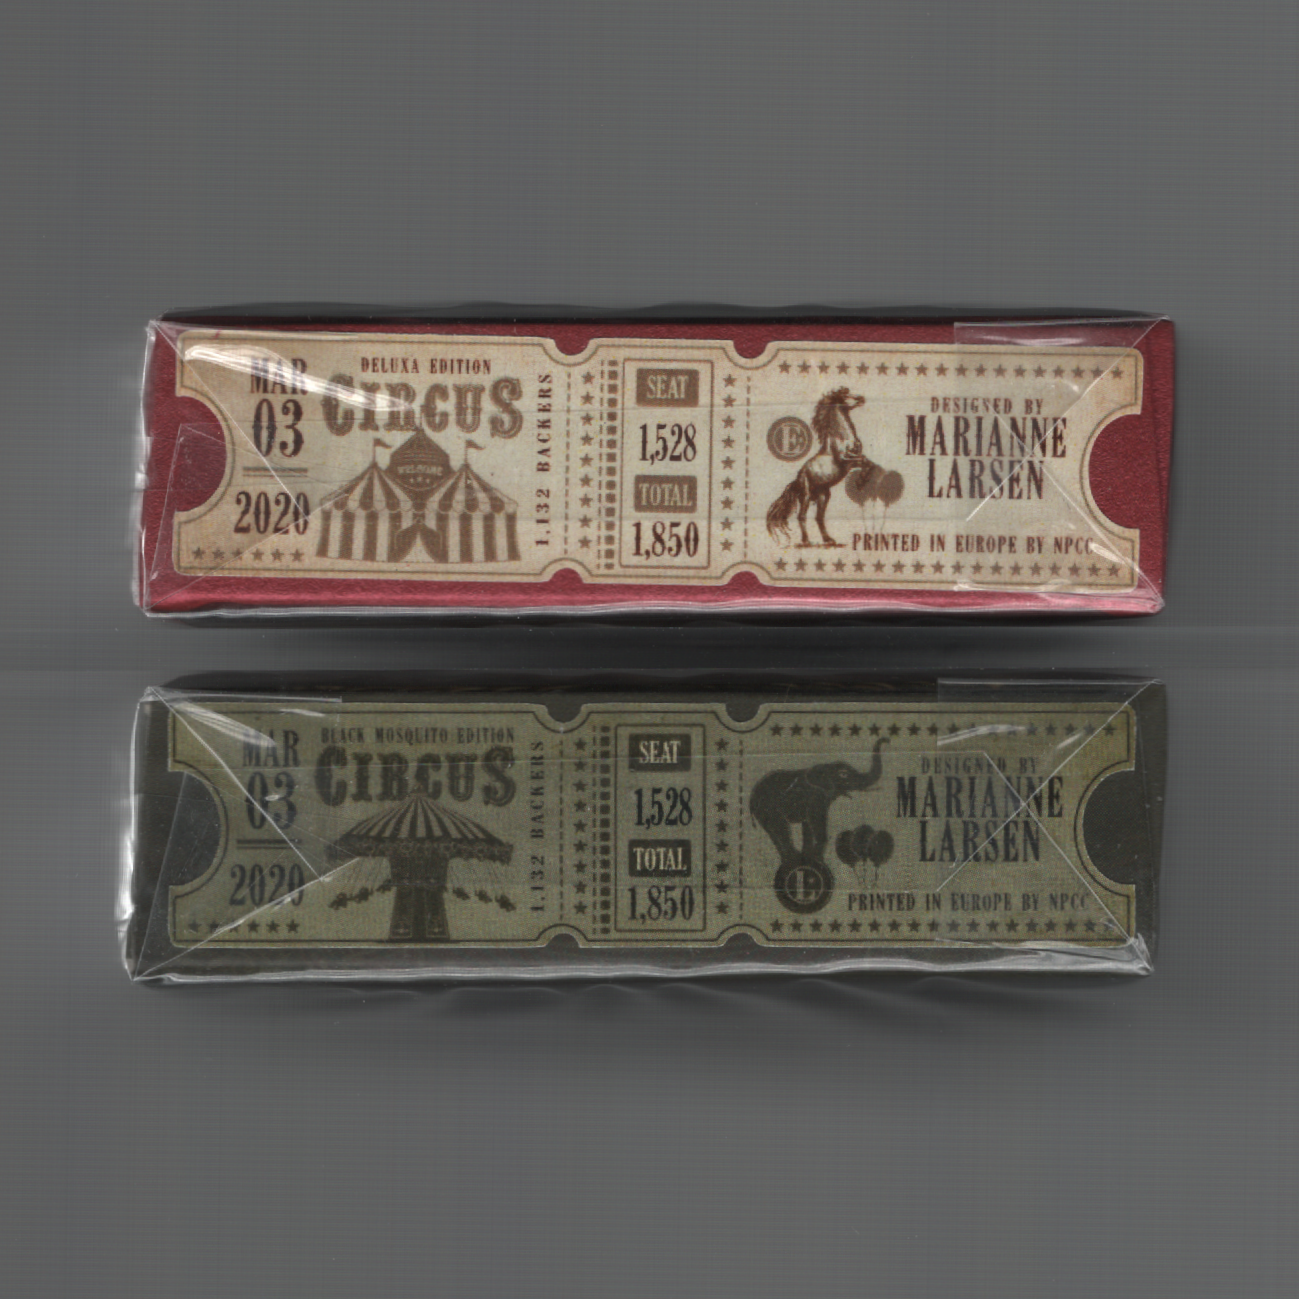 MAR
03
2020
DELUXA EDITION
CIRCUS
WELCOME
1,132 BACKERS
SEAT
1,528
TOTAL
1,850
E
DESIGNED BY
MARIANNE
LARSEN
PRINTED IN EUROPE BY NPCC
MAR
03
2020
BLACK MOSQUITO EDITION
CIRCUS
1,132 BACKERS
SEAT
1,528
TOTAL
1,850
E
DESIGNED BY
MARIANNE
LARSEN
PRINTED IN EUROPE BY NPCC